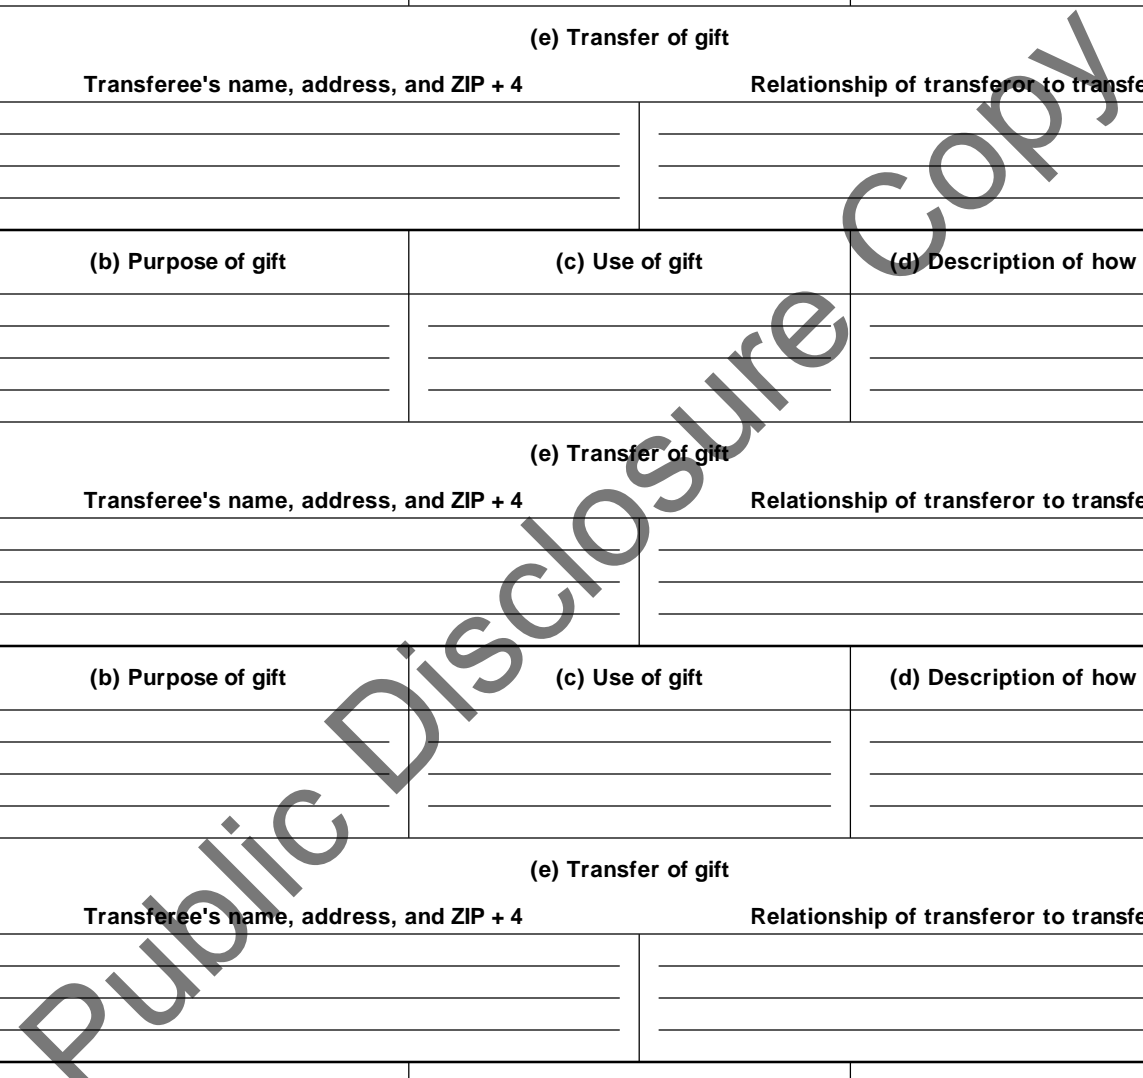 (e) Transfer of gift
Transferee's name, address, and ZIP + 4 Relationship of transferor to transfe
(b) Purpose of gift (c) Use of gift (d) Description of how
(e) Transfer of gift
Transferee's name, address, and ZIP + 4 Relationship of transferor to transfe
(b) Purpose of gift (c) Use of gift (d) Description of how
(e) Transfer of gift
Transferee's name, address, and ZIP + 4 Relationship of transferor to transfe
Public Disclosure Copy